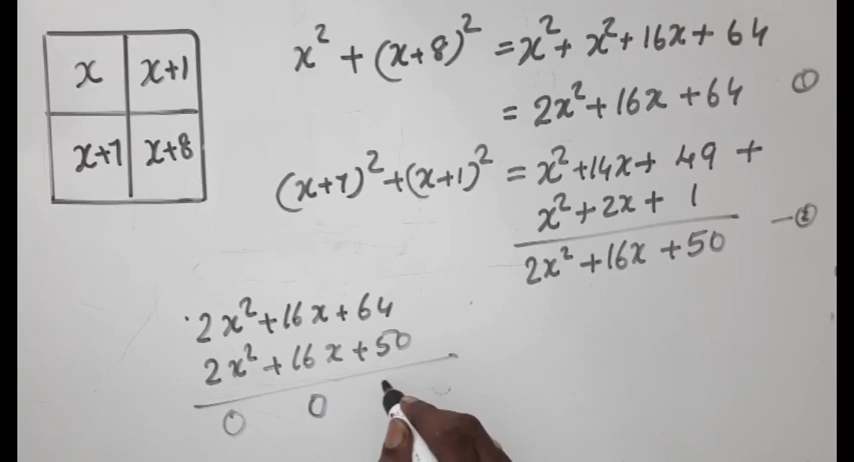 x x+1
x+7 x+8
x² + (x+8)² = x² + x² + 16x + 64
= 2x² + 16x + 64 ①
(x+7)² + (x+1)² = x² + 14x + 49 +
x² + 2x + 1
2x² + 16x + 50 —②
2x² + 16x + 64
2x² + 16x + 50
0 0